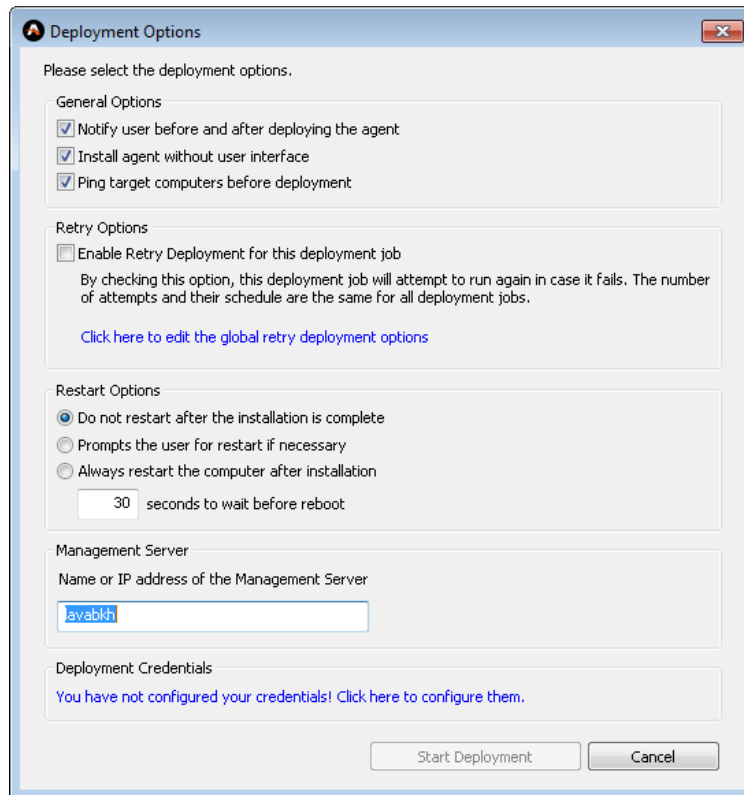 Deployment Options
Please select the deployment options.
General Options
Notify user before and after deploying the agent
Install agent without user interface
Ping target computers before deployment
Retry Options
Enable Retry Deployment for this deployment job
By checking this option, this deployment job will attempt to run again in case it fails. The number
of attempts and their schedule are the same for all deployment jobs.
Click here to edit the global retry deployment options
Restart Options
Do not restart after the installation is complete
Prompts the user for restart if necessary
Always restart the computer after installation
30 seconds to wait before reboot
Management Server
Name or IP address of the Management Server
lavabkh
Deployment Credentials
You have not configured your credentials! Click here to configure them.
Start Deployment Cancel